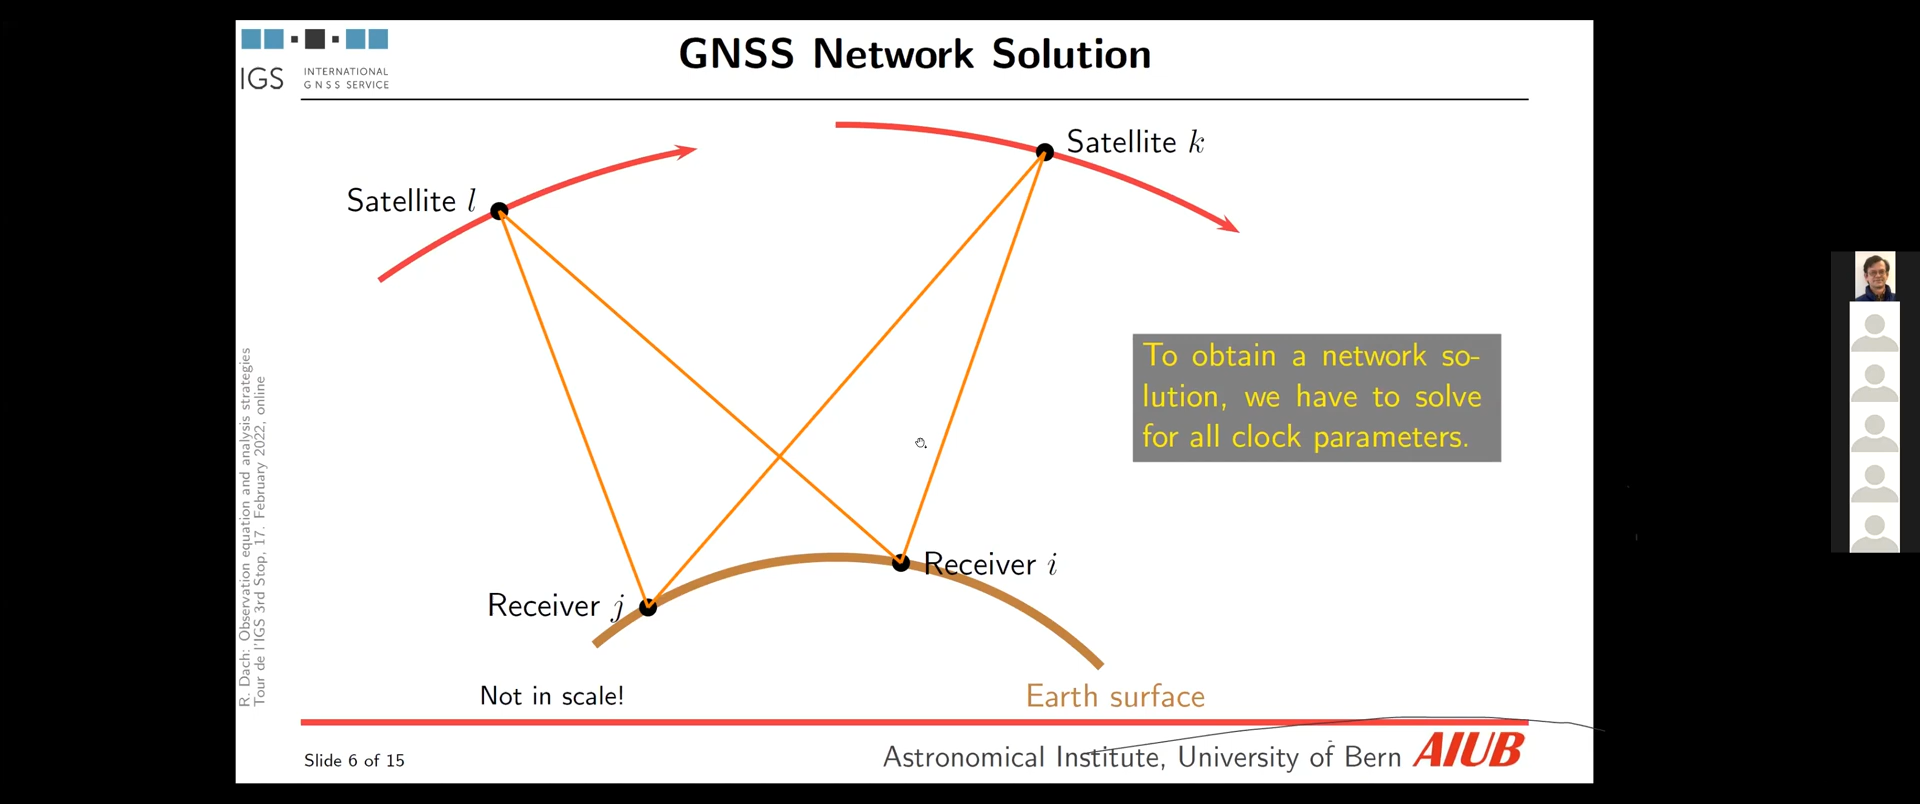 GNSS Network Solution
IGS
INTERNATIONAL
GNSS SERVICE
Satellite k
Satellite l
To obtain a network so-
lution, we have to solve
for all clock parameters.
Receiver i
Receiver j
Not in scale!
Earth surface
R. Dach: Observation equation and analysis strategies
Tour de l'IGS 3rd Stop, 17. February 2022, online
Slide 6 of 15
Astronomical Institute, University of Bern AIUB